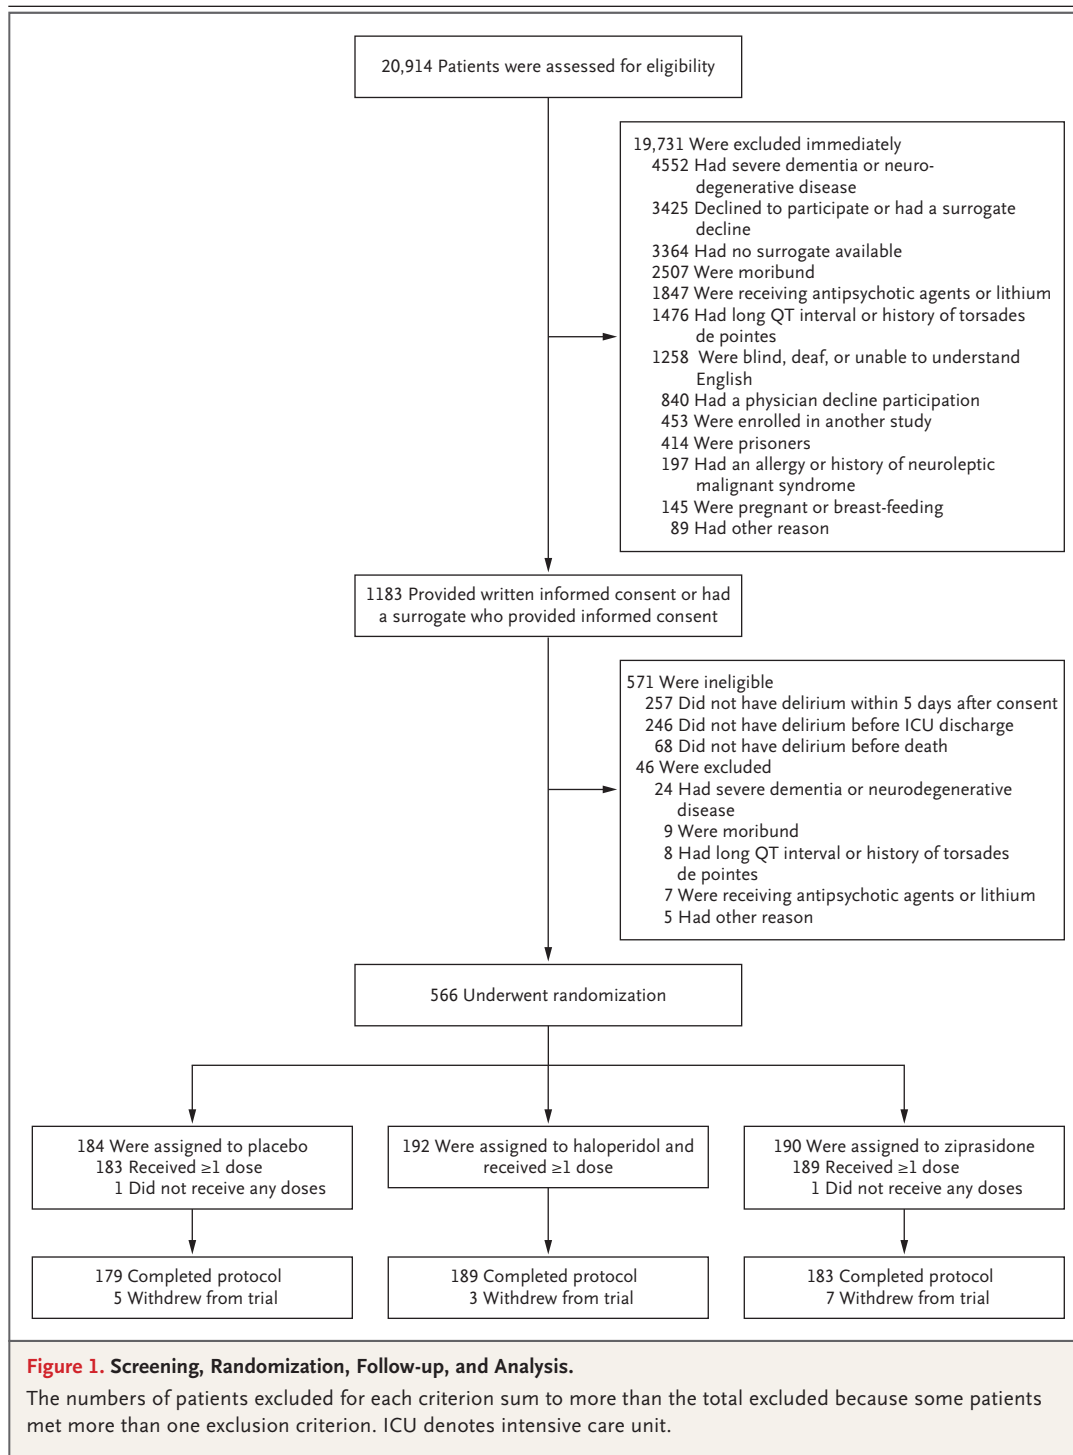 20,914 Patients were assessed for eligibility
19,731 Were excluded immediately
4552 Had severe dementia or neuro-
degenerative disease
3425 Declined to participate or had a surrogate
decline
3364 Had no surrogate available
2507 Were moribund
1847 Were receiving antipsychotic agents or lithium
1476 Had long QT interval or history of torsades
de pointes
1258 Were blind, deaf, or unable to understand
English
840 Had a physician decline participation
453 Were enrolled in another study
414 Were prisoners
197 Had an allergy or history of neuroleptic
malignant syndrome
145 Were pregnant or breast-feeding
89 Had other reason
1183 Provided written informed consent or had
a surrogate who provided informed consent
571 Were ineligible
257 Did not have delirium within 5 days after consent
246 Did not have delirium before ICU discharge
68 Did not have delirium before death
46 Were excluded
24 Had severe dementia or neurodegenerative
disease
9 Were moribund
8 Had long QT interval or history of torsades
de pointes
7 Were receiving antipsychotic agents or lithium
5 Had other reason
566 Underwent randomization
184 Were assigned to placebo
183 Received ≥1 dose
1 Did not receive any doses
192 Were assigned to haloperidol and
received ≥1 dose
190 Were assigned to ziprasidone
189 Received ≥1 dose
1 Did not receive any doses
179 Completed protocol
5 Withdrew from trial
189 Completed protocol
3 Withdrew from trial
183 Completed protocol
7 Withdrew from trial
Figure 1. Screening, Randomization, Follow-up, and Analysis.
The numbers of patients excluded for each criterion sum to more than the total excluded because some patients
met more than one exclusion criterion. ICU denotes intensive care unit.